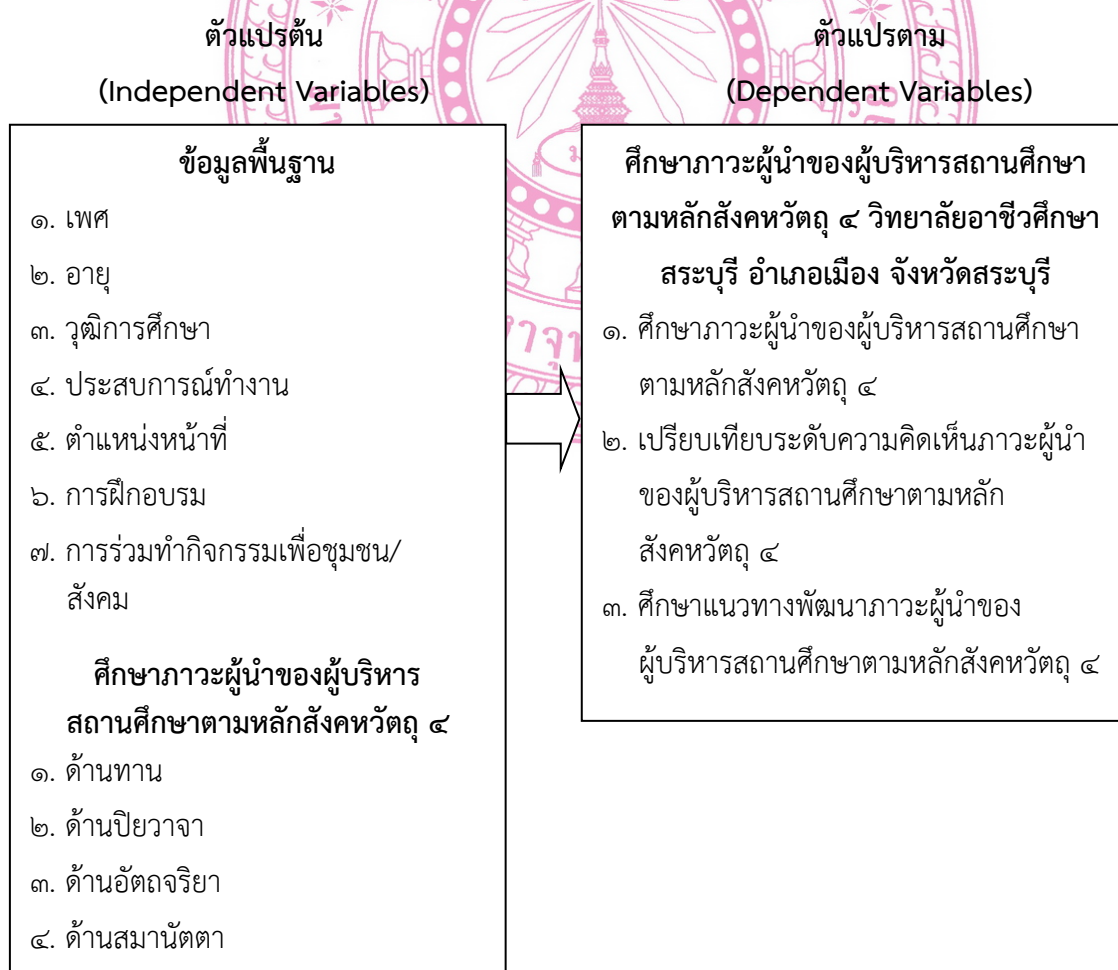 ตัวแปรต้น
(Independent Variables)
ข้อมูลพื้นฐาน
๑. เพศ
๒. อายุ
๓. วุฒิการศึกษา
๔. ประสบการณ์ทำงาน
๕. ตำแหน่งหน้าที่
๖. การฝึกอบรม
๗. การร่วมทำกิจกรรมเพื่อชุมชน/
สังคม
ศึกษาภาวะผู้นำของผู้บริหาร
สถานศึกษาตามหลักสังคหวัตถุ ๔
๑. ด้านทาน
๒. ด้านปิยวาจา
๓. ด้านอัตถจริยา
๔. ด้านสมานัตตา
ตัวแปรตาม
(Dependent Variables)
ศึกษาภาวะผู้นำของผู้บริหารสถานศึกษา
ตามหลักสังคหวัตถุ ๔ วิทยาลัยอาชีวศึกษา
สระบุรี อำเภอเมือง จังหวัดสระบุรี
๑. ศึกษาภาวะผู้นำของผู้บริหารสถานศึกษา
ตามหลักสังคหวัตถุ ๔
๒. เปรียบเทียบระดับความคิดเห็นภาวะผู้นำ
ของผู้บริหารสถานศึกษาตามหลัก
สังคหวัตถุ ๔
๓. ศึกษาแนวทางพัฒนาภาวะผู้นำของ
ผู้บริหารสถานศึกษาตามหลักสังคหวัตถุ ๔